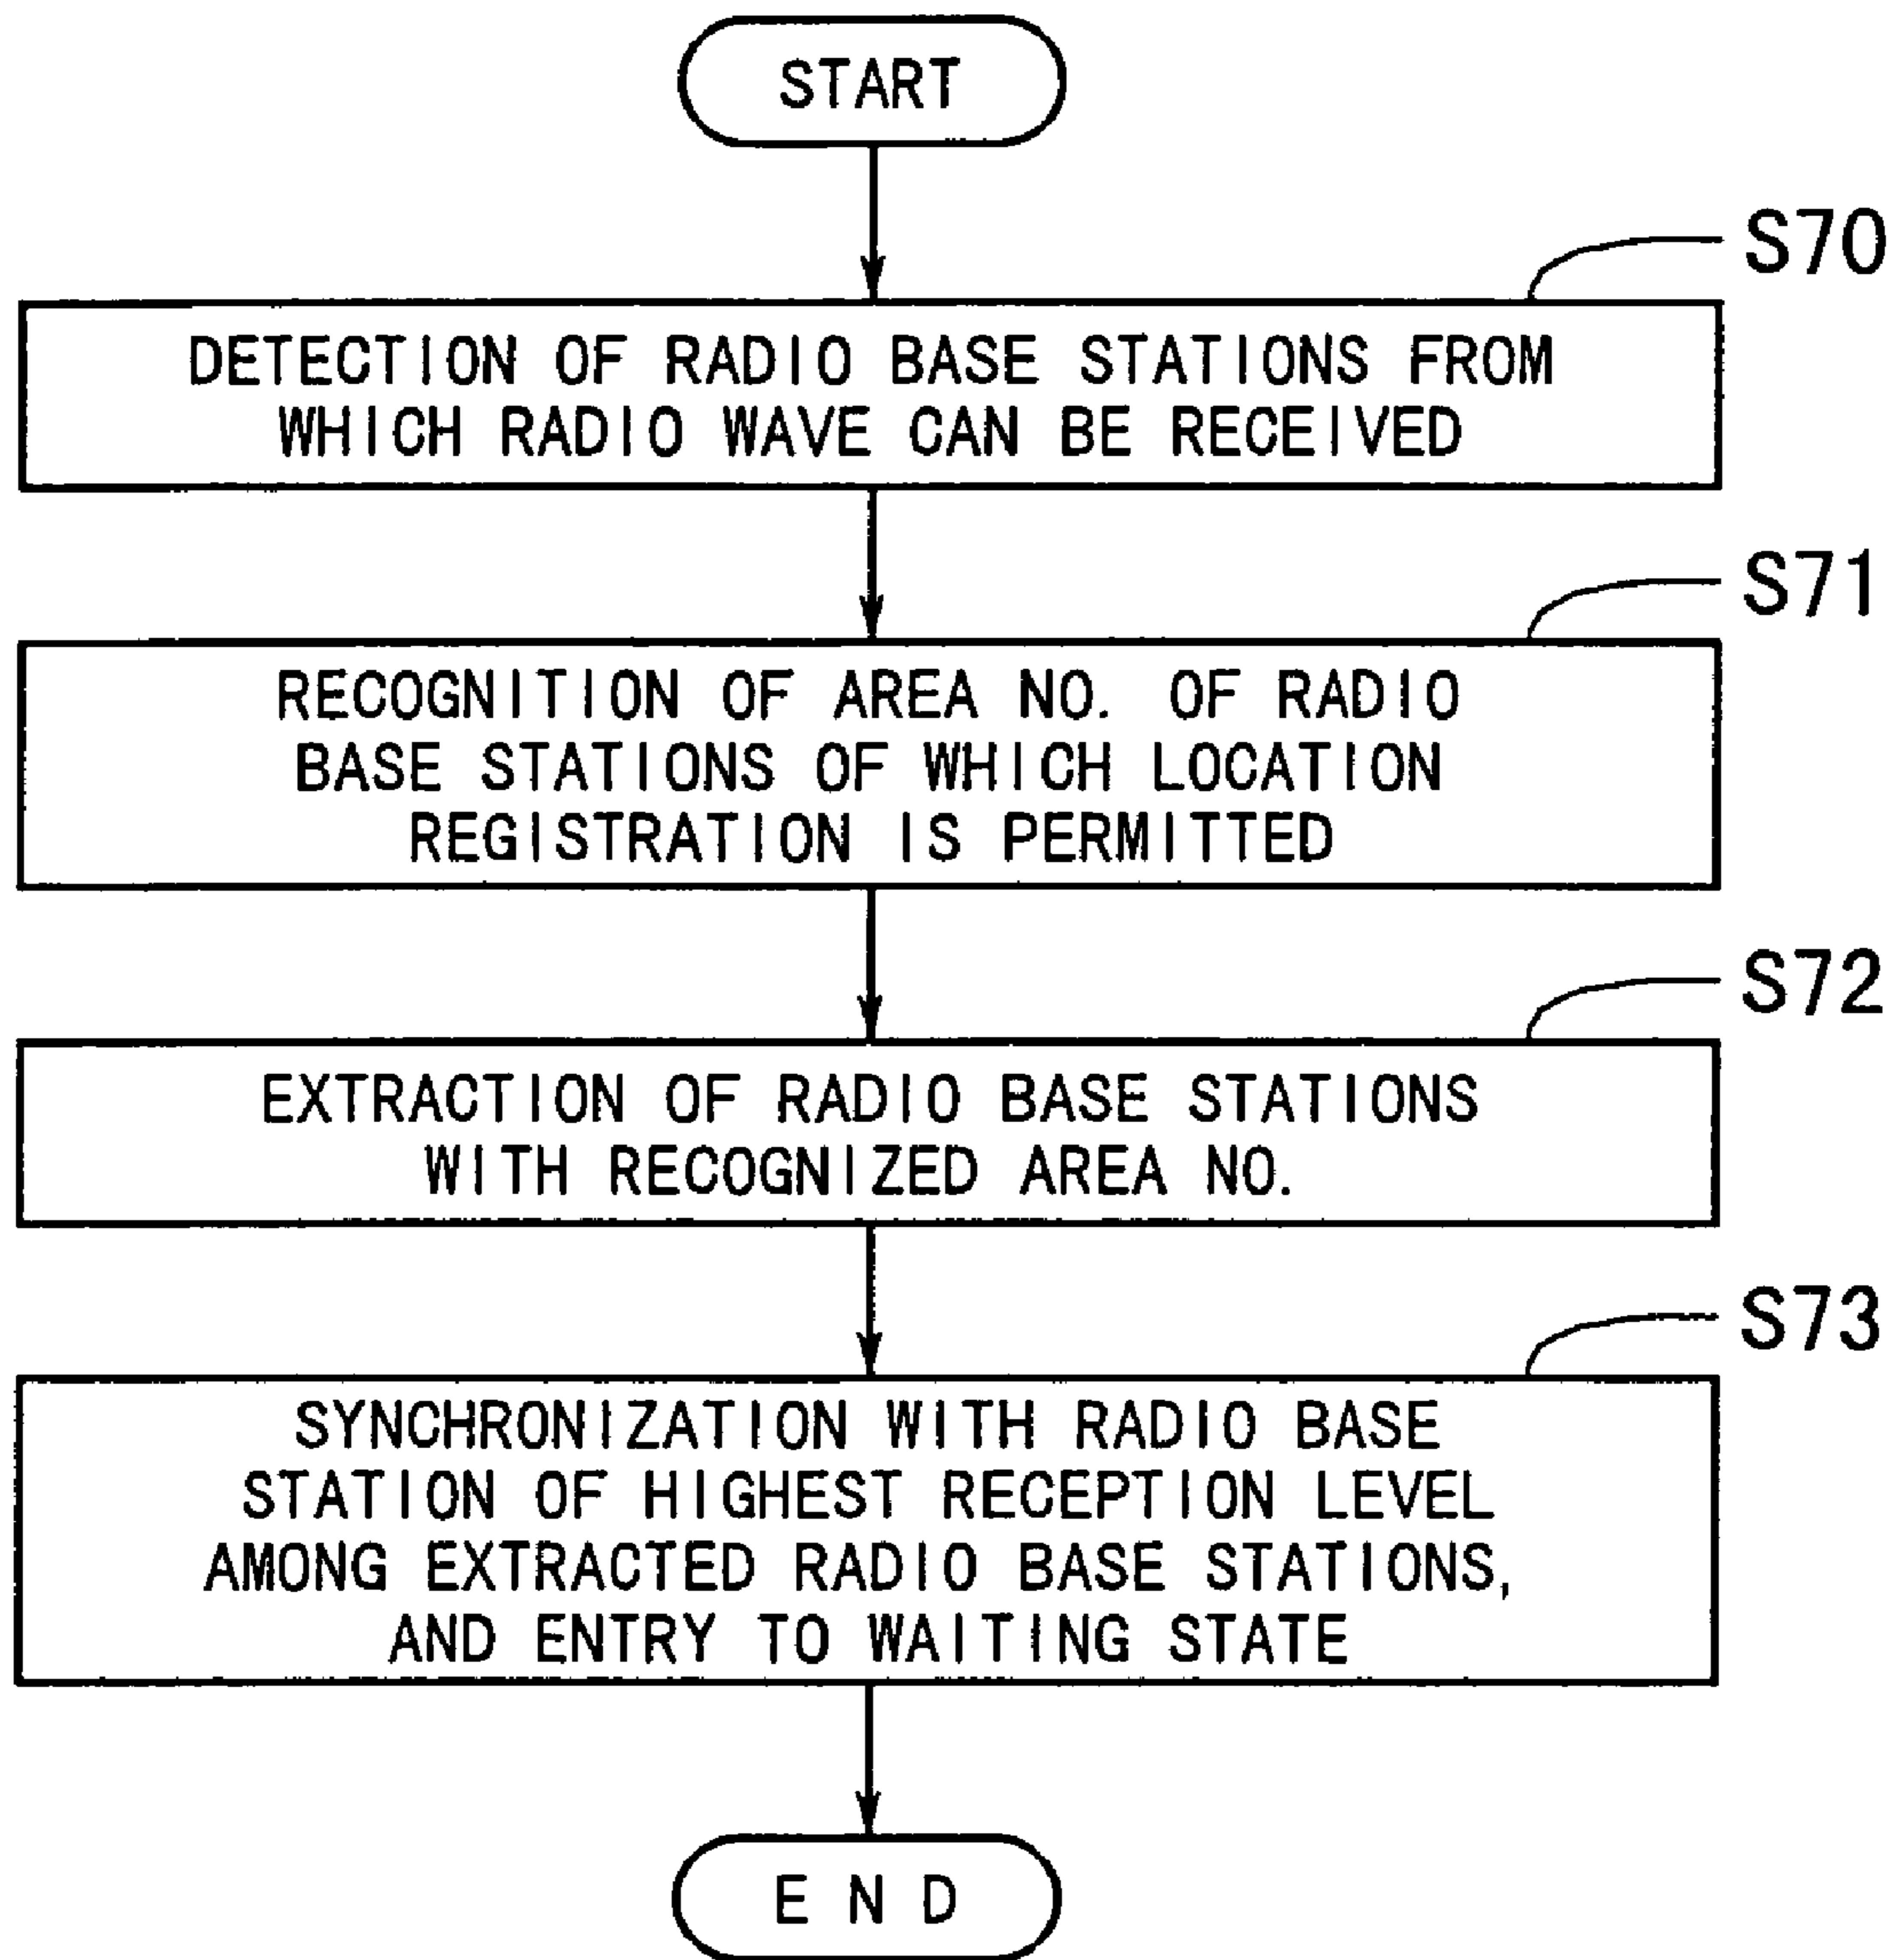 START
S70
DETECTION OF RADIO BASE STATIONS FROM
WHICH RADIO WAVE CAN BE RECEIVED
S71
RECOGNITION OF AREA NO. OF RADIO
BASE STATIONS OF WHICH LOCATION
REGISTRATION IS PERMITTED
S72
EXTRACTION OF RADIO BASE STATIONS
WITH RECOGNIZED AREA NO.
S73
SYNCHRONIZATION WITH RADIO BASE
STATION OF HIGHEST RECEPTION LEVEL
AMONG EXTRACTED RADIO BASE STATIONS,
AND ENTRY TO WAITING STATE
END